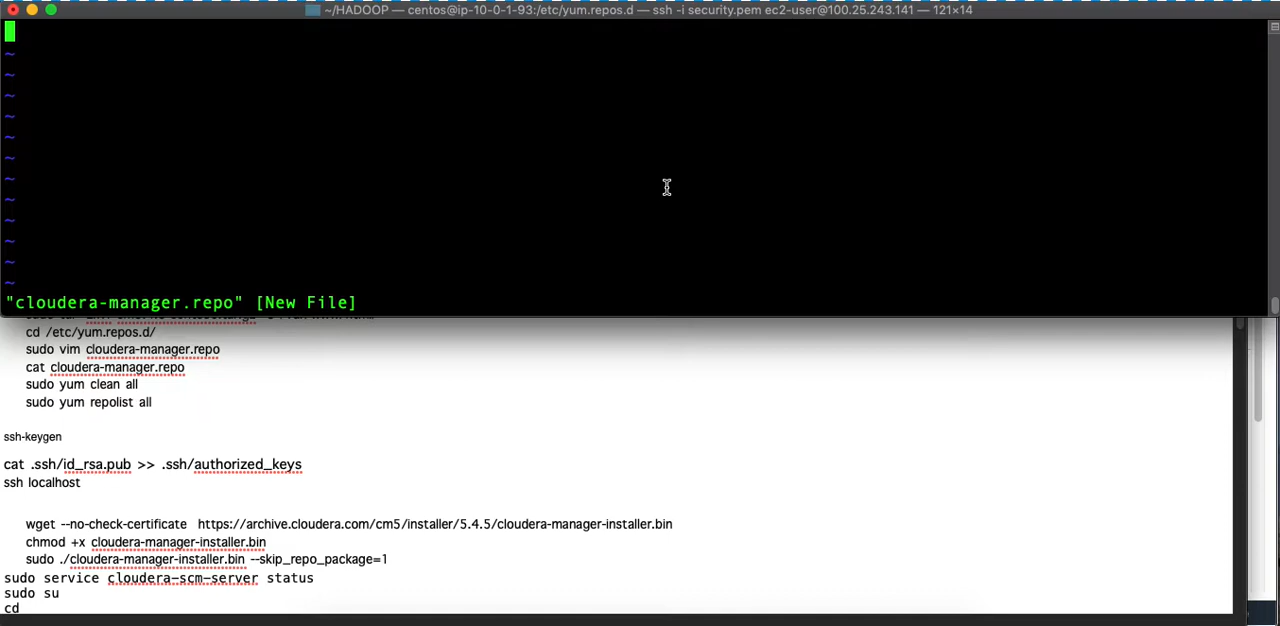 ~/HADOOP — centos@ip-10-0-1-93:/etc/yum.repos.d — ssh -i security.pem ec2-user@100.25.243.141 — 121×14
~
~
~
~
~
~
~
~
~
~
~
~
"cloudera-manager.repo" [New File]
cd /etc/yum.repos.d/
sudo vim cloudera-manager.repo
cat cloudera-manager.repo
sudo yum clean all
sudo yum repolist all
ssh-keygen
cat .ssh/id_rsa.pub >> .ssh/authorized_keys
ssh localhost
wget --no-check-certificate https://archive.cloudera.com/cm5/installer/5.4.5/cloudera-manager-installer.bin
chmod +x cloudera-manager-installer.bin
sudo ./cloudera-manager-installer.bin --skip_repo_package=1
sudo service cloudera-scm-server status
sudo su
cd